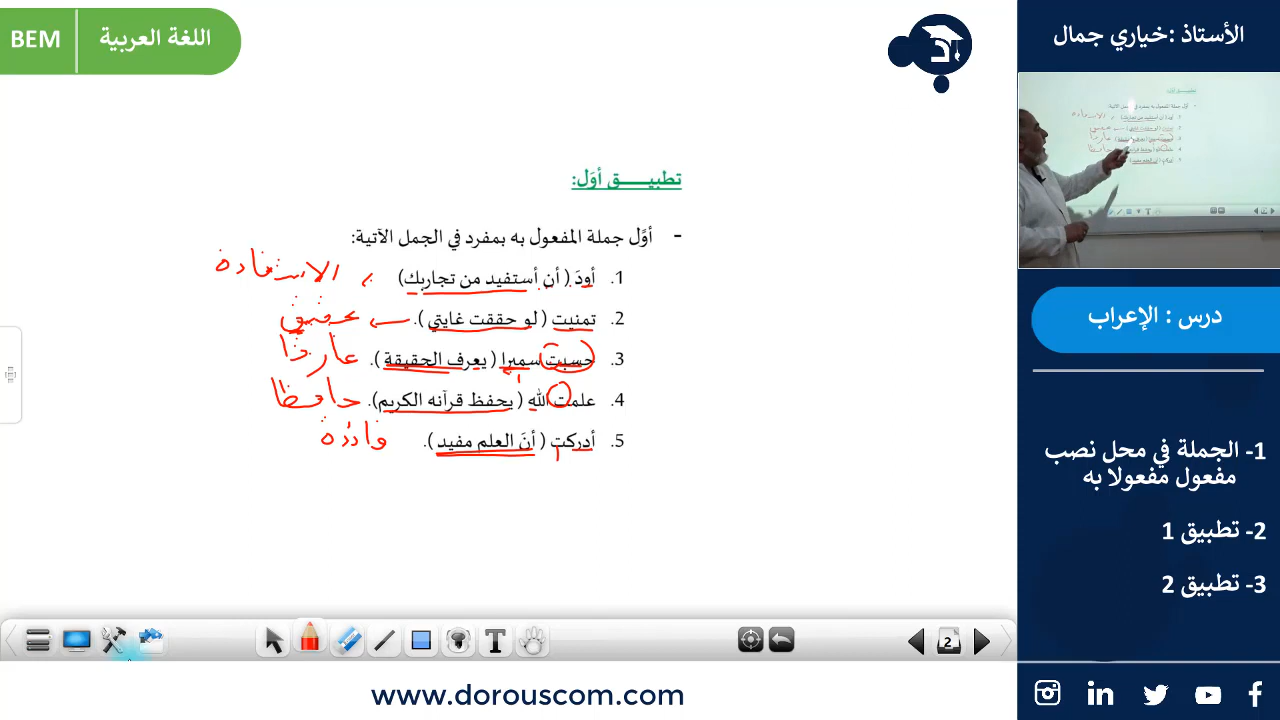 BEM
اللغة العربية
الأستاذ :خياري جمال
تطبيـــــق أوَل:
- أوِّل جملة المفعول به بمفرد في الجمل الآتية:
1. أودَ ( أن أستفيد من تجاربك) الاستفادة
2. تمنيت ( لو حققت غايتي ). تحقيق
3. حسبت سميرا ( يعرف الحقيقة ). عارفا
4. علمت الله ( يحفظ قرآنه الكريم). حافظا
5. أدركت ( أنَ العلم مفيد ). فائدة
درس : الإعراب
1- الجملة في محل نصب
مفعول مفعولا به
2- تطبيق 1
3- تطبيق 2
T
2
www.dorouscom.com